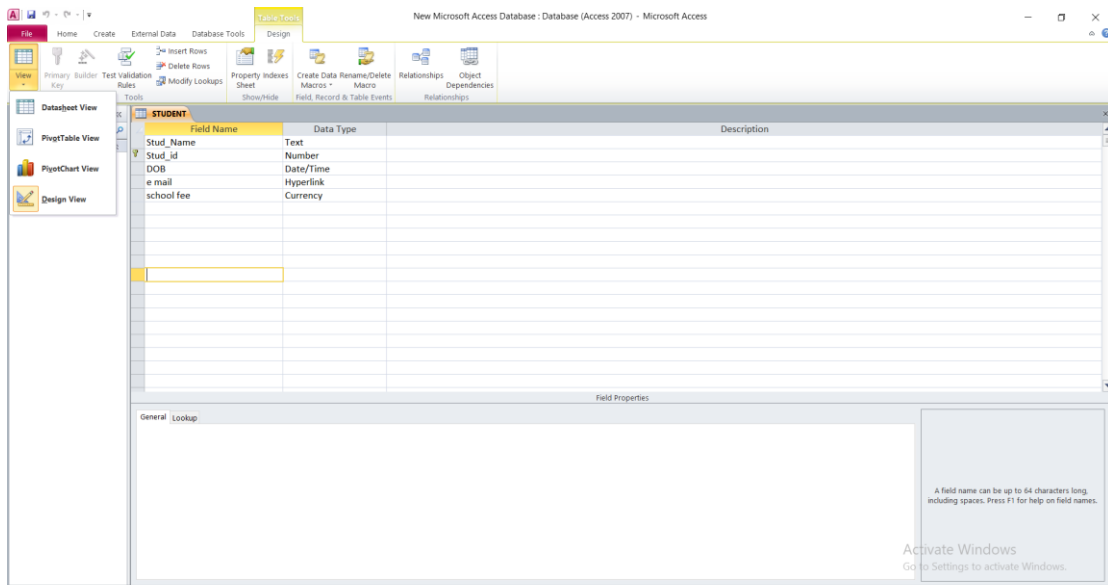 New Microsoft Access Database : Database (Access 2007) - Microsoft Access
Table Tools
File Home Create External Data Database Tools Design
View
Primary Key
Builder
Test Validation Rules
Insert Rows
Delete Rows
Modify Lookups
Property Sheet
Indexes
Create Data Macros
Rename/Delete Macro
Relationships
Object Dependencies
Tools
Show/Hide
Field, Record & Table Events
Relationships
Datasheet View
PivotTable View
PivotChart View
Design View
STUDENT
Field Name Data Type Description
Stud_Name Text
Stud_id Number
DOB Date/Time
e mail Hyperlink
school fee Currency
Field Properties
General Lookup
A field name can be up to 64 characters long,
including spaces. Press F1 for help on field names.
Activate Windows
Go to Settings to activate Windows.